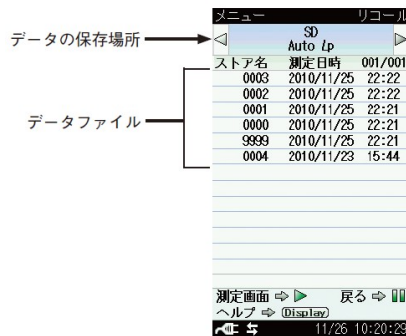 メニュー リコール
データの保存場所
SD
Auto Lp
ストア名 測定日時 001/001
データファイル
0003 2010/11/25 22:22
0002 2010/11/25 22:22
0001 2010/11/25 22:21
0000 2010/11/25 22:21
9999 2010/11/25 22:21
0004 2010/11/23 15:44
測定画面 ⇨ ▶ 戻る ⇨ ▮▮
ヘルプ ⇨ Display
11/26 10:20:29